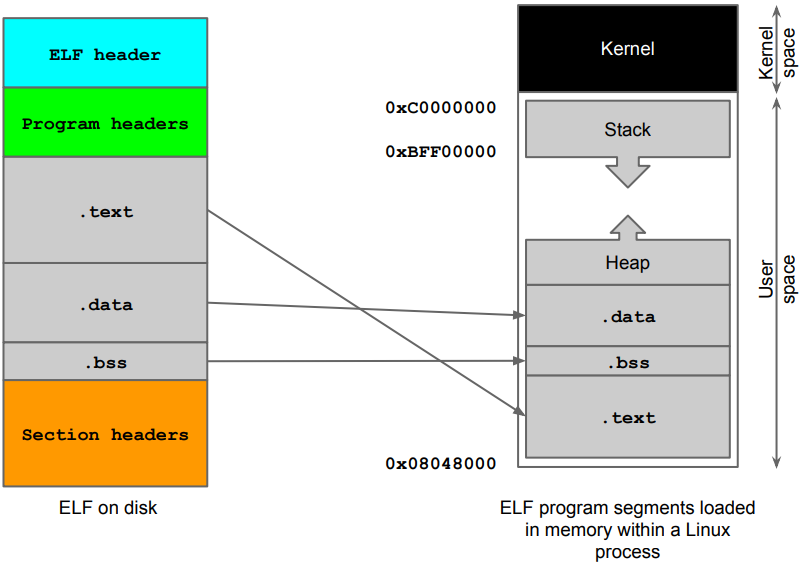 ELF header
Program headers
.text
.data
.bss
Section headers
ELF on disk
Kernel
0xC0000000
Stack
0xBFF00000
Heap
.data
.bss
.text
0x08048000
ELF program segments loaded
in memory within a Linux
process
Kernel
space
User
space